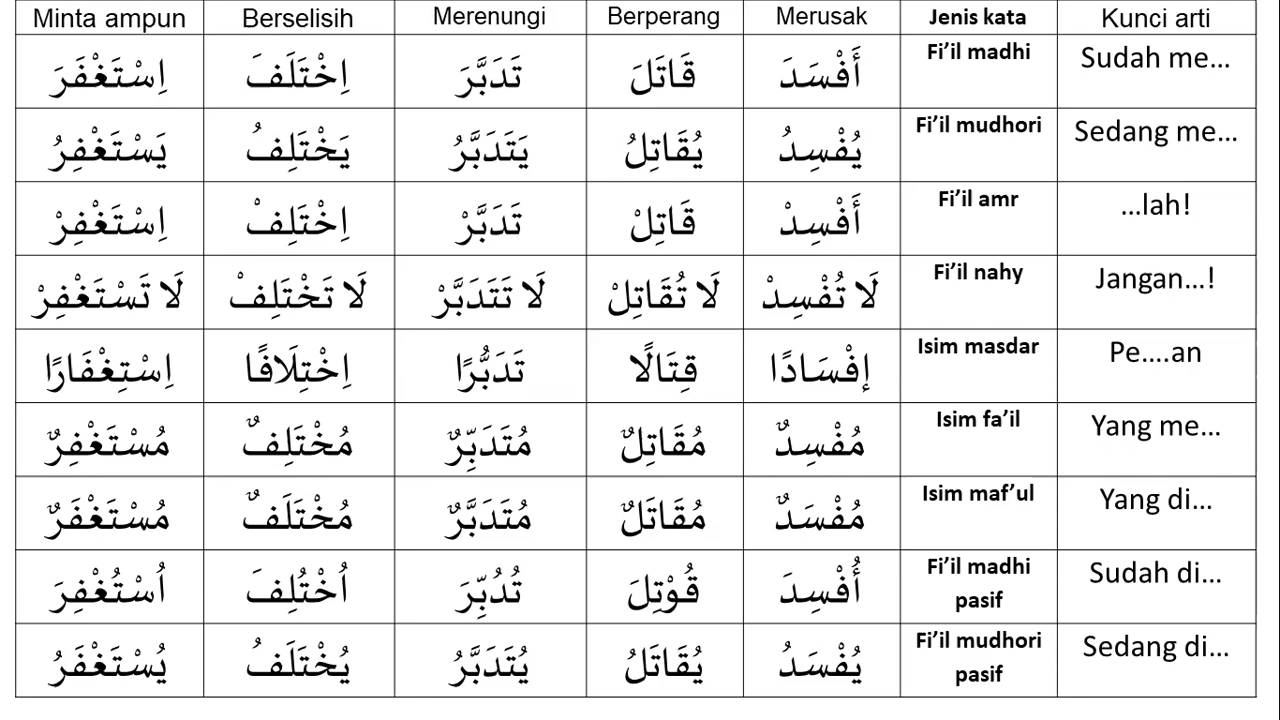 Minta ampun Berselisih Merenungi Berperang Merusak Jenis kata Kunci arti
اِسْتَغْفَرَ اِخْتَلَفَ تَدَبَّرَ قَاتَلَ أَفْسَدَ Fi’il madhi Sudah me...
يَسْتَغْفِرُ يَخْتَلِفُ يَتَدَبَّرُ يُقَاتِلُ يُفْسِدُ Fi’il mudhori Sedang me...
اِسْتَغْفِرْ اِخْتَلِفْ تَدَبَّرْ قَاتِلْ أَفْسِدْ Fi’il amr ...lah!
لَا تَسْتَغْفِرْ لَا تَخْتَلِفْ لَا تَتَدَبَّرْ لَا تُقَاتِلْ لَا تُفْسِدْ Fi’il nahy Jangan...!
اِسْتِغْفَارًا اِخْتِلَافًا تَدَبُّرًا قِتَالًا إفْسَادًا Isim masdar Pe....an
مُسْتَغْفِرٌ مُخْتَلِفٌ مُتَدَبِّرٌ مُقَاتِلٌ مُفْسِدٌ Isim fa’il Yang me...
مُسْتَغْفَرٌ مُخْتَلَفٌ مُتَدَبَّرٌ مُقَاتَلٌ مُفْسَدٌ Isim maf’ul Yang di...
اُسْتُغْفِرَ اُخْتُلِفَ تُدُبِّرَ قُوْتِلَ أُفْسِدَ Fi’il madhi Sudah di...
pasif
يُسْتَغْفَرُ يُخْتَلَفُ يُتَدَبَّرُ يُقَاتَلُ يُفْسَدُ Fi’il mudhori Sedang di...
pasif